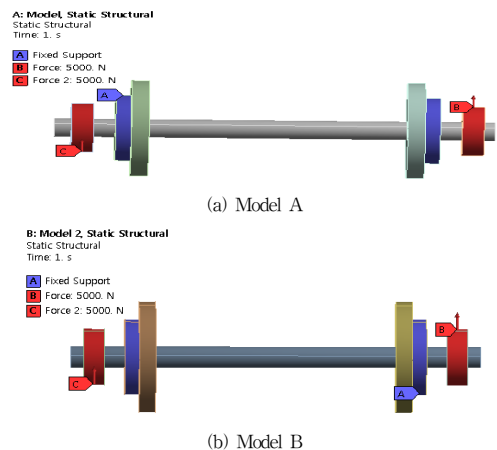 A: Model, Static Structural
Static Structural
Time: 1. s
A Fixed Support
B Force: 5000. N
C Force 2: 5000. N
A
B
C
(a) Model A
B: Model 2, Static Structural
Static Structural
Time: 1. s
A Fixed Support
B Force: 5000. N
C Force 2: 5000. N
B
C
A
(b) Model B